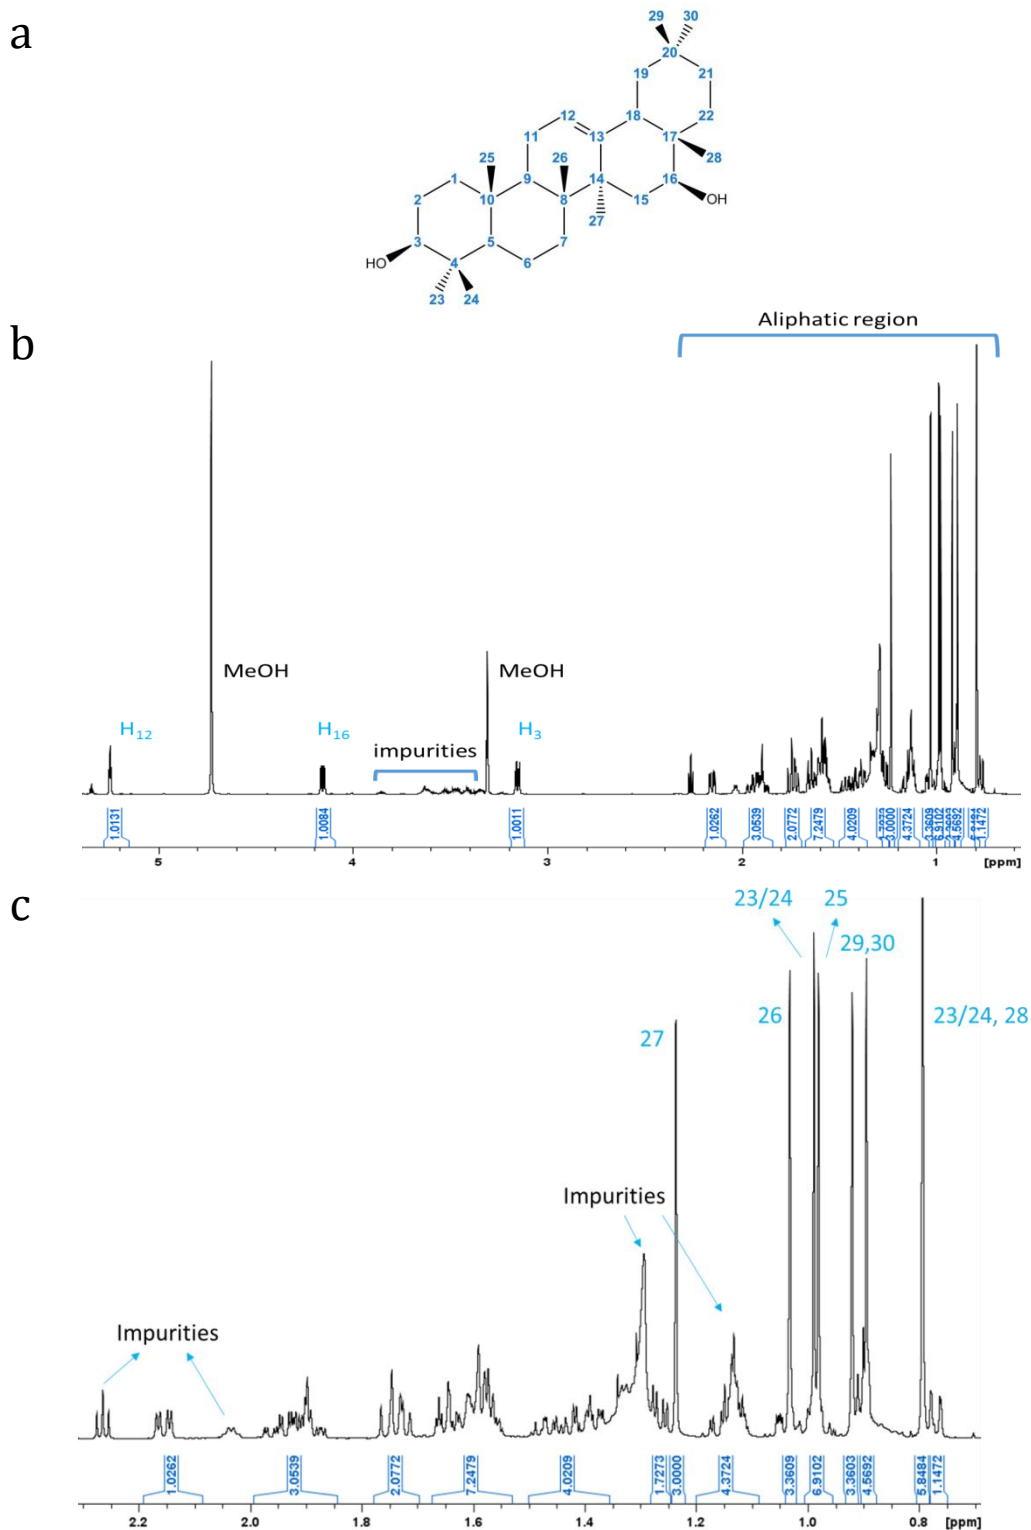 a
29 30
20
19 21
12 18 22
11 13 17
25 26 28
1 9 14 16
2 10 8 15 OH
27
3 5 7
HO 4 6
23 24
b
Aliphatic region
MeOH MeOH
H12 H16 H3
impurities
1.0131 1.0084 1.0011 1.0262 3.0539 2.0772 7.2479 4.0209 3.0000 4.3724 3.3609 6.9102 4.5692 1.1472
5 4 3 2 1 [ppm]
c
23/24 25
29,30
26 23/24, 28
27
Impurities
Impurities
1.0262 3.0539 2.0772 7.2479 4.0209 1.7273 3.0000 4.3724 3.3609 6.9102 3.3603 4.5692 5.8484 1.1472
2.2 2.0 1.8 1.6 1.4 1.2 1.0 0.8 [ppm]